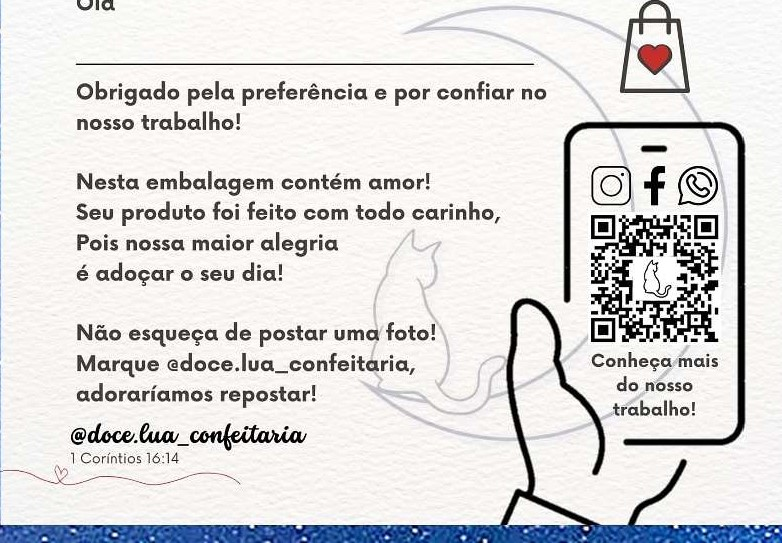 Olá
Obrigado pela preferência e por confiar no
nosso trabalho!
Nesta embalagem contém amor!
Seu produto foi feito com todo carinho,
Pois nossa maior alegria
é adoçar o seu dia!
Não esqueça de postar uma foto!
Marque @doce.lua_confeitaria,
adoraríamos repostar!
@doce.lua_confeitaria
1 Coríntios 16:14
Conheça mais
do nosso
trabalho!